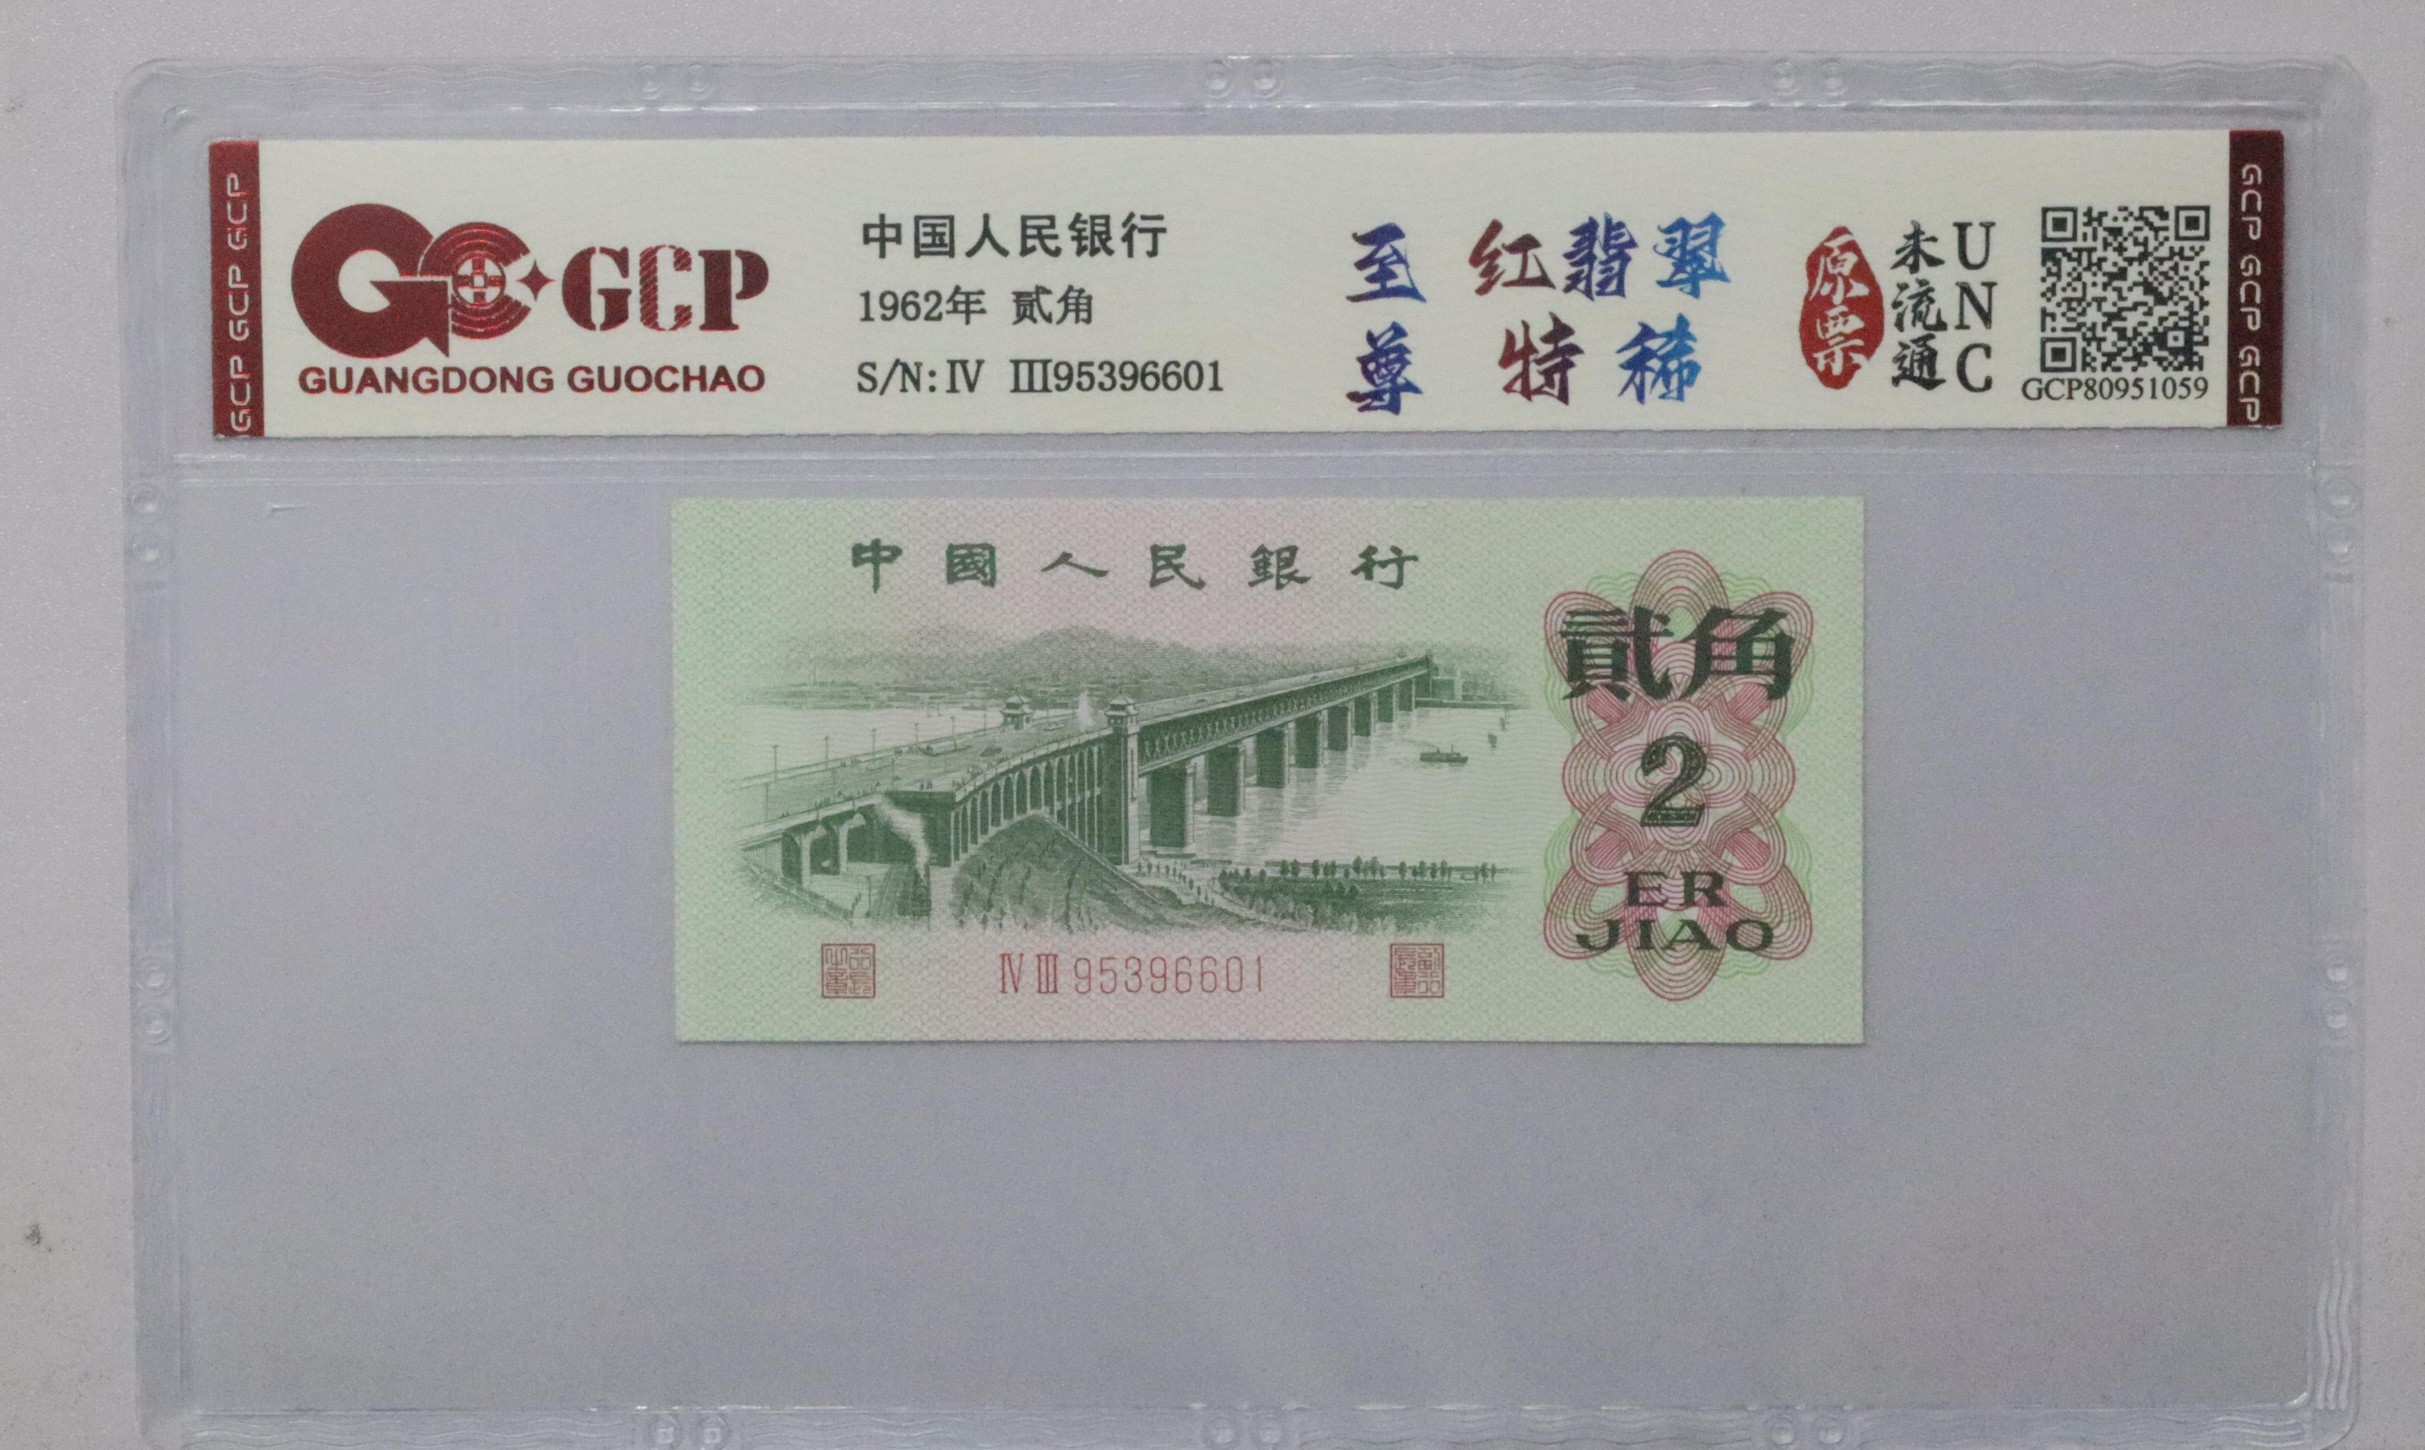 GCP GCP GCP
GCP
GUANGDONG GUOCHAO
中国人民银行
1962年 贰角
S/N: IV III95396601
至尊
红翡翠
特稀
原票
未流通
UNC
GCP80951059
GCP GCP GCP
中國人民銀行
貳角
2
ER
JIAO
IV III 95396601